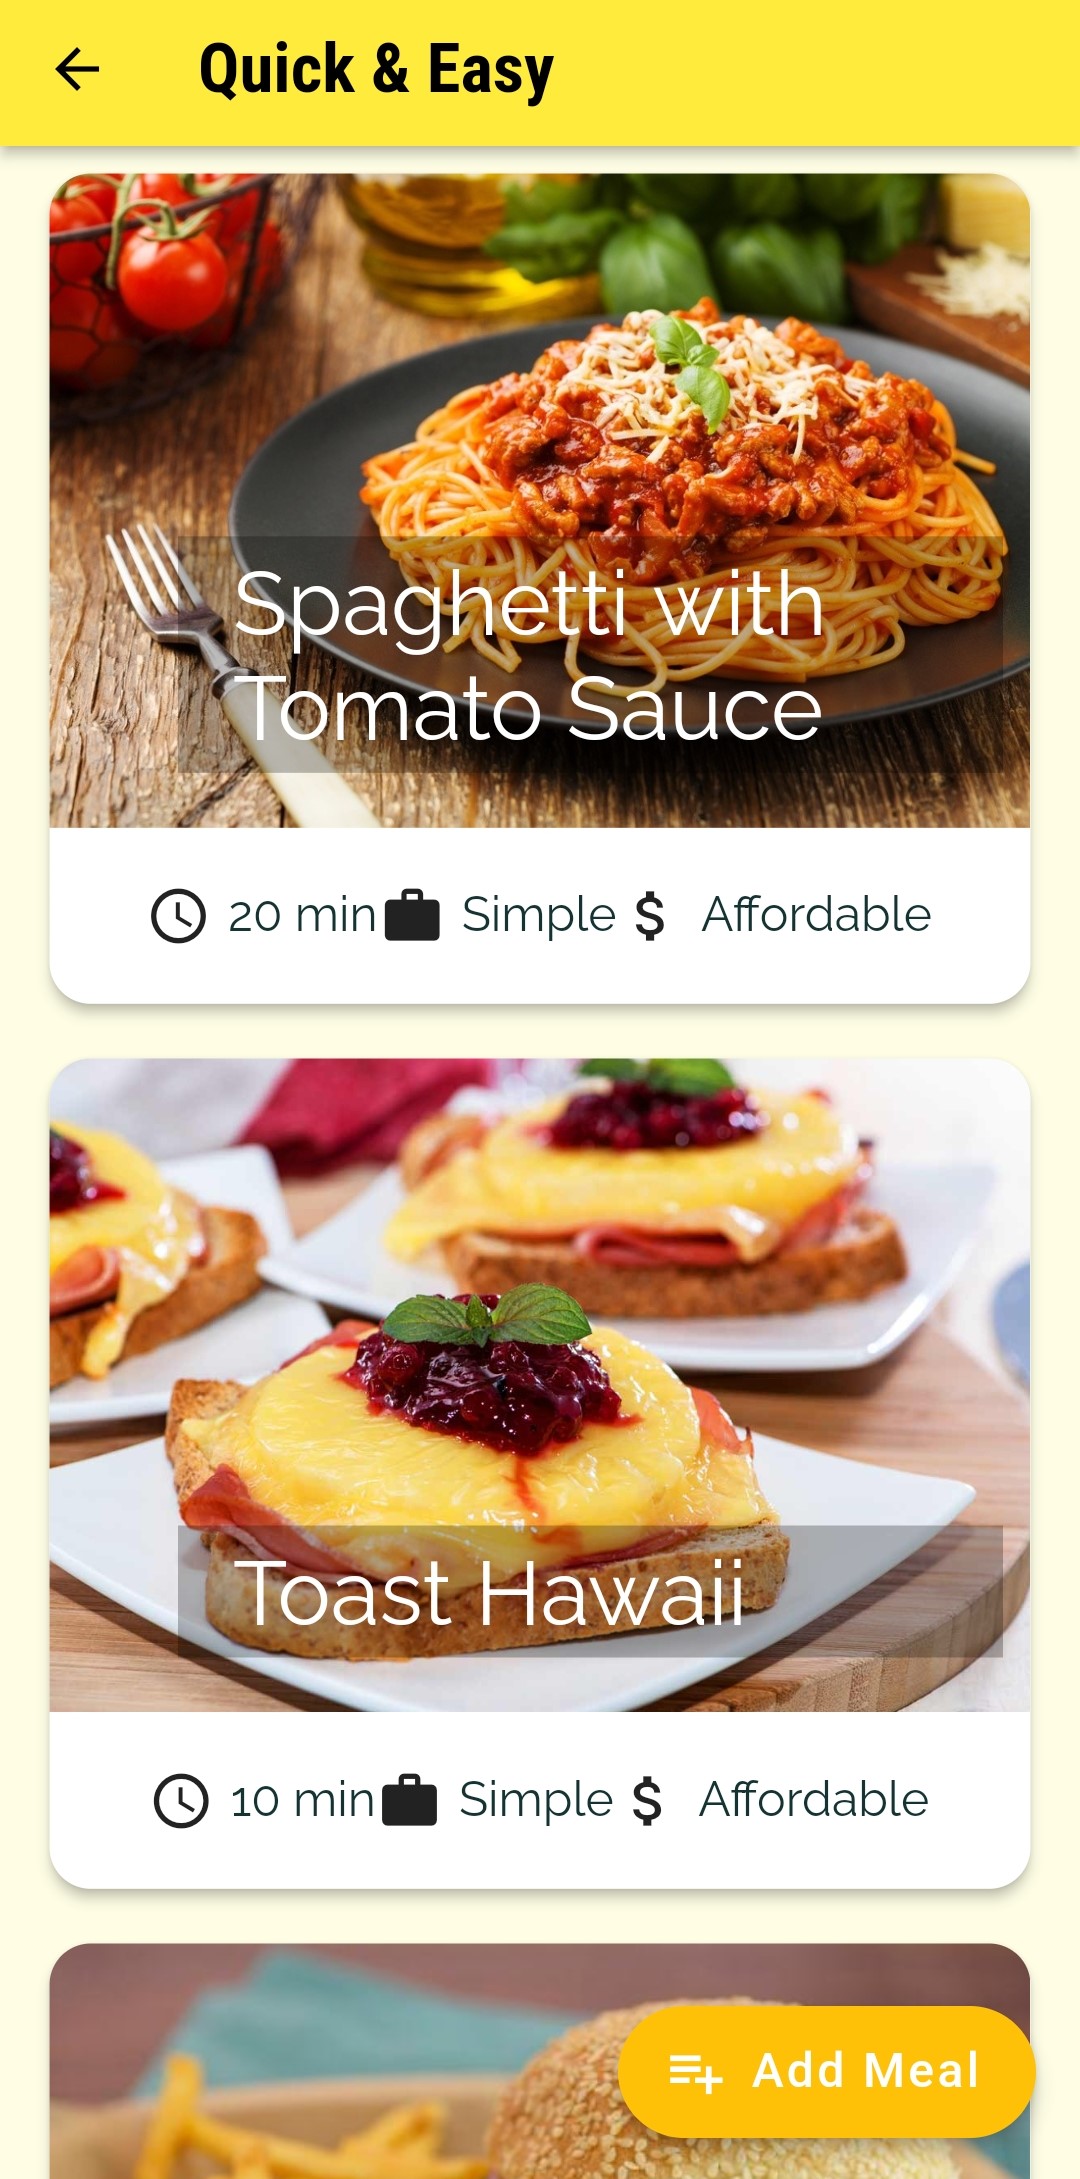 Quick & Easy
Spaghetti with
Tomato Sauce
20 min Simple $ Affordable
Toast Hawaii
10 min Simple $ Affordable
Add Meal